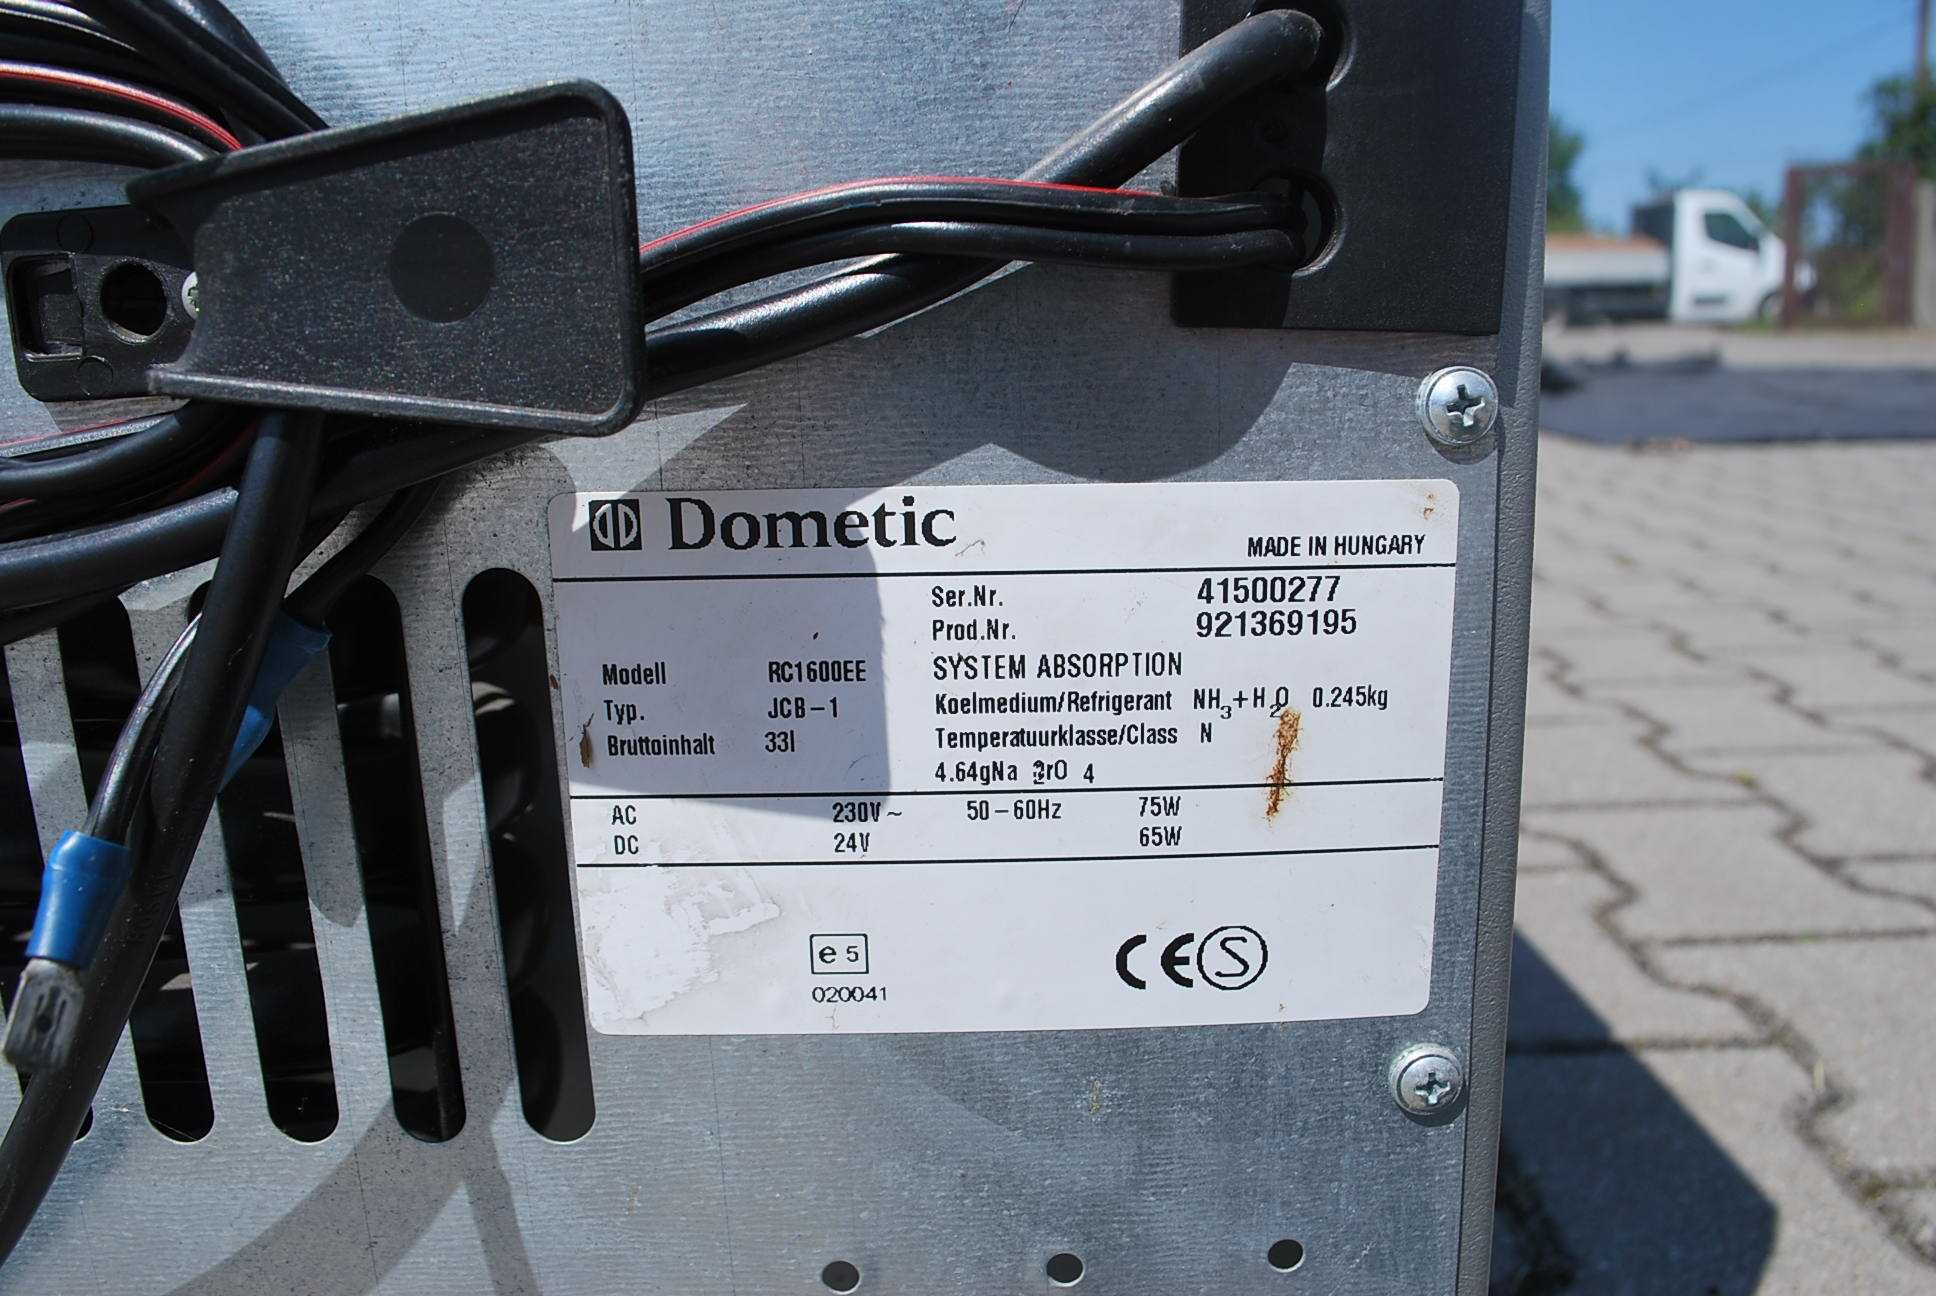 Dometic
MADE IN HUNGARY
Ser.Nr. 41500277
Prod.Nr. 921369195
Modell RC1600EE SYSTEM ABSORPTION
Typ. JCB-1 Koelmedium/Refrigerant NH3+H2O 0.245kg
Bruttoinhalt 33l Temperatuurklasse/Class N
4.64gNa 4
AC 230V~ 50-60Hz 75W
DC 24V 65W
e5
020041
CE S